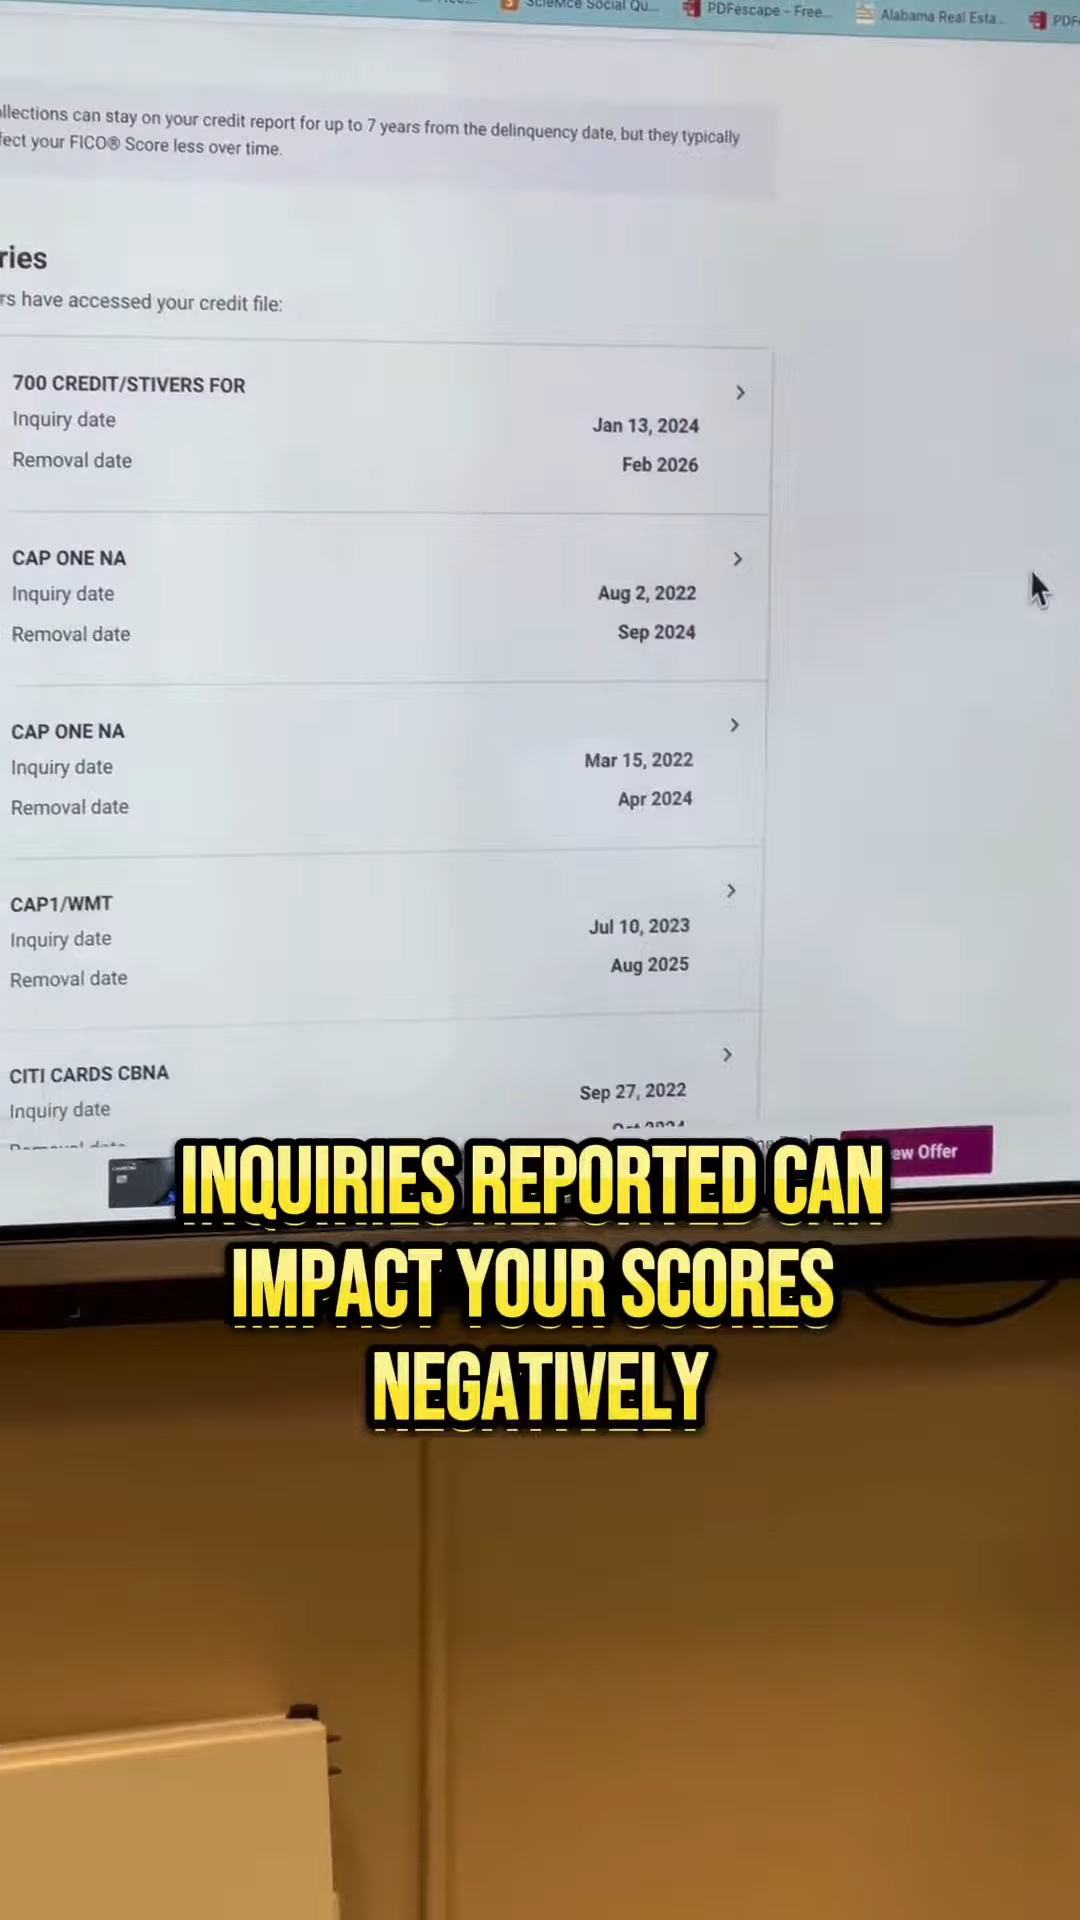 ScieMce Social Qu...
PDFescape - Free...
Alabama Real Esta...
llections can stay on your credit report for up to 7 years from the delinquency date, but they typically
fect your FICO® Score less over time.
ries
rs have accessed your credit file:
700 CREDIT/STIVERS FOR
Inquiry date
Jan 13, 2024
Removal date
Feb 2026
CAP ONE NA
Inquiry date
Aug 2, 2022
Removal date
Sep 2024
CAP ONE NA
Inquiry date
Mar 15, 2022
Removal date
Apr 2024
CAP1/WMT
Inquiry date
Jul 10, 2023
Removal date
Aug 2025
CITI CARDS CBNA
Inquiry date
Sep 27, 2022
ew Offer
INQUIRIES REPORTED CAN
IMPACT YOUR SCORES
NEGATIVELY